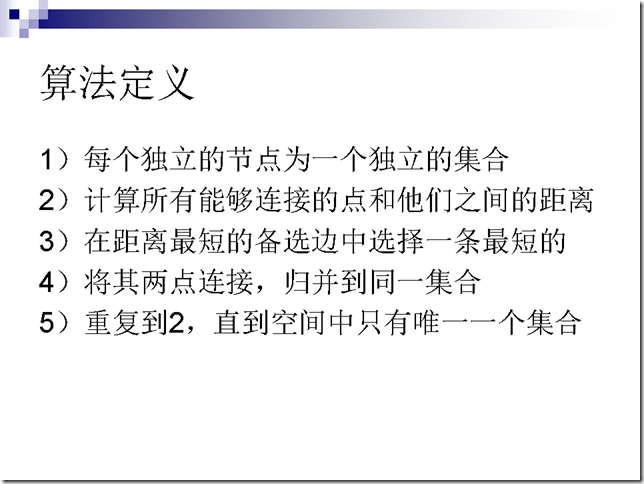 算法定义
1）每个独立的节点为一个独立的集合
2）计算所有能够连接的点和他们之间的距离
3）在距离最短的备选边中选择一条最短的
4）将其两点连接，归并到同一集合
5）重复到2，直到空间中只有唯一一个集合